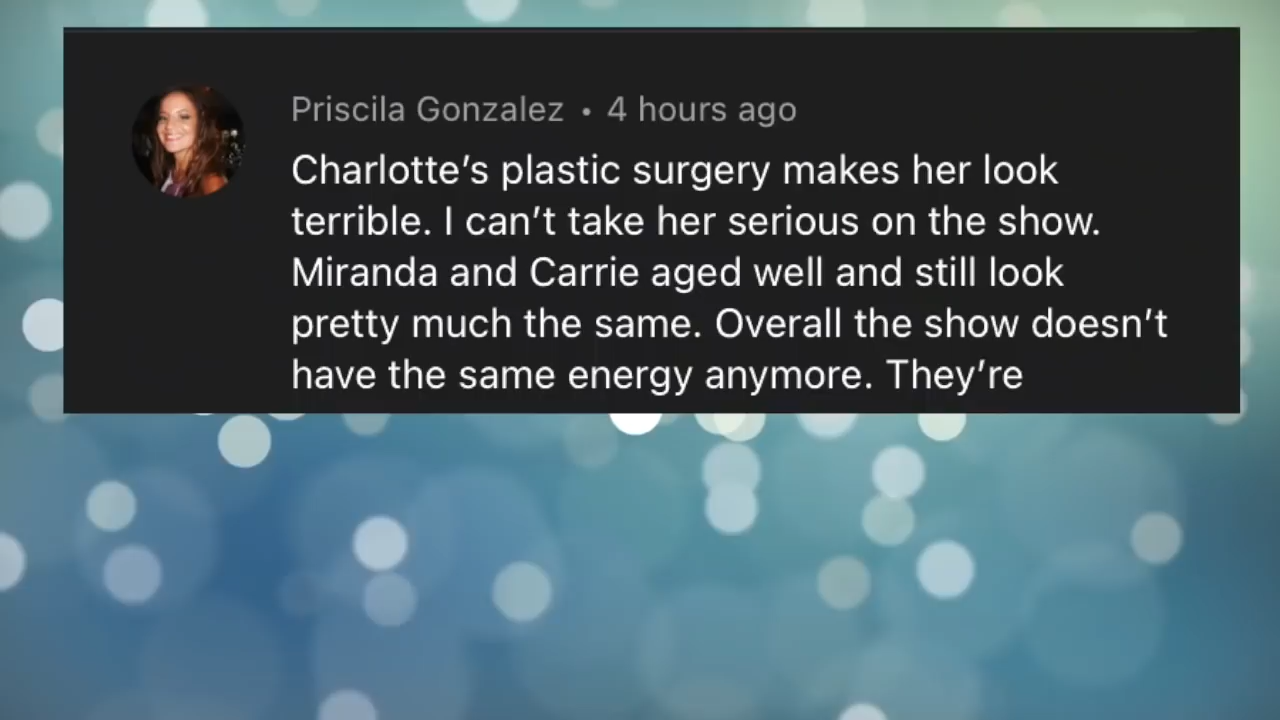 Priscila Gonzalez • 4 hours ago
Charlotte’s plastic surgery makes her look
terrible. I can’t take her serious on the show.
Miranda and Carrie aged well and still look
pretty much the same. Overall the show doesn’t
have the same energy anymore. They’re